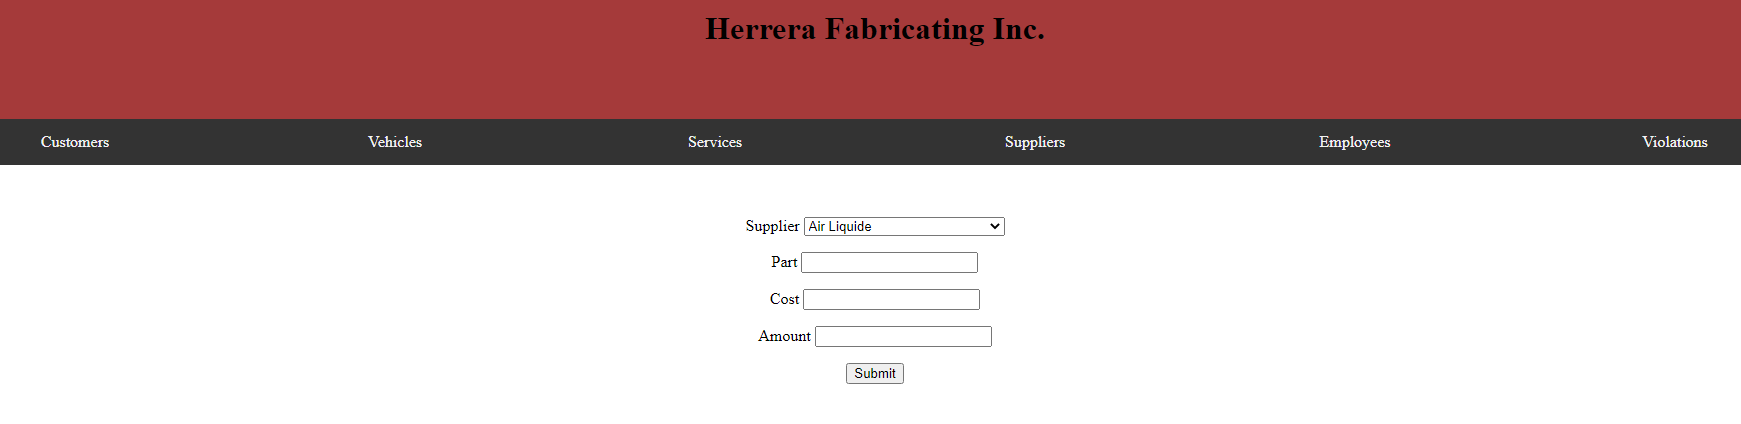 Herrera Fabricating Inc.
Customers Vehicles Services Suppliers Employees Violations
Supplier Air Liquide
Part
Cost
Amount
Submit